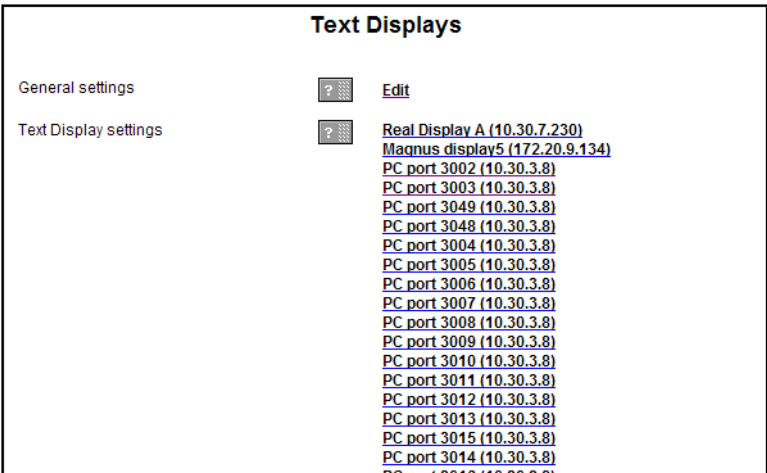 Text Displays
General settings ? Edit
Text Display settings ? Real Display A (10.30.7.230)
Magnus display5 (172.20.9.134)
PC port 3002 (10.30.3.8)
PC port 3003 (10.30.3.8)
PC port 3049 (10.30.3.8)
PC port 3048 (10.30.3.8)
PC port 3004 (10.30.3.8)
PC port 3005 (10.30.3.8)
PC port 3006 (10.30.3.8)
PC port 3007 (10.30.3.8)
PC port 3008 (10.30.3.8)
PC port 3009 (10.30.3.8)
PC port 3010 (10.30.3.8)
PC port 3011 (10.30.3.8)
PC port 3012 (10.30.3.8)
PC port 3013 (10.30.3.8)
PC port 3015 (10.30.3.8)
PC port 3014 (10.30.3.8)